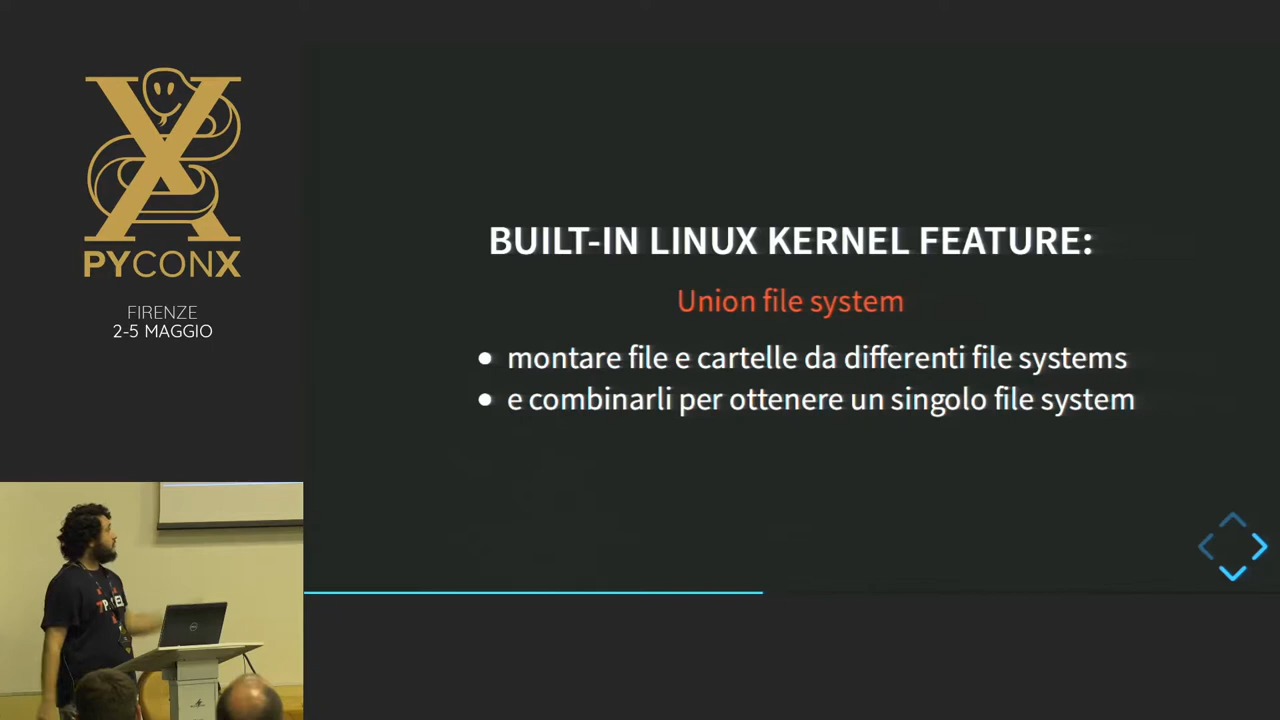 PYCONX
FIRENZE
2-5 MAGGIO
BUILT-IN LINUX KERNEL FEATURE:
Union file system
• montare file e cartelle da differenti file systems
• e combinarli per ottenere un singolo file system